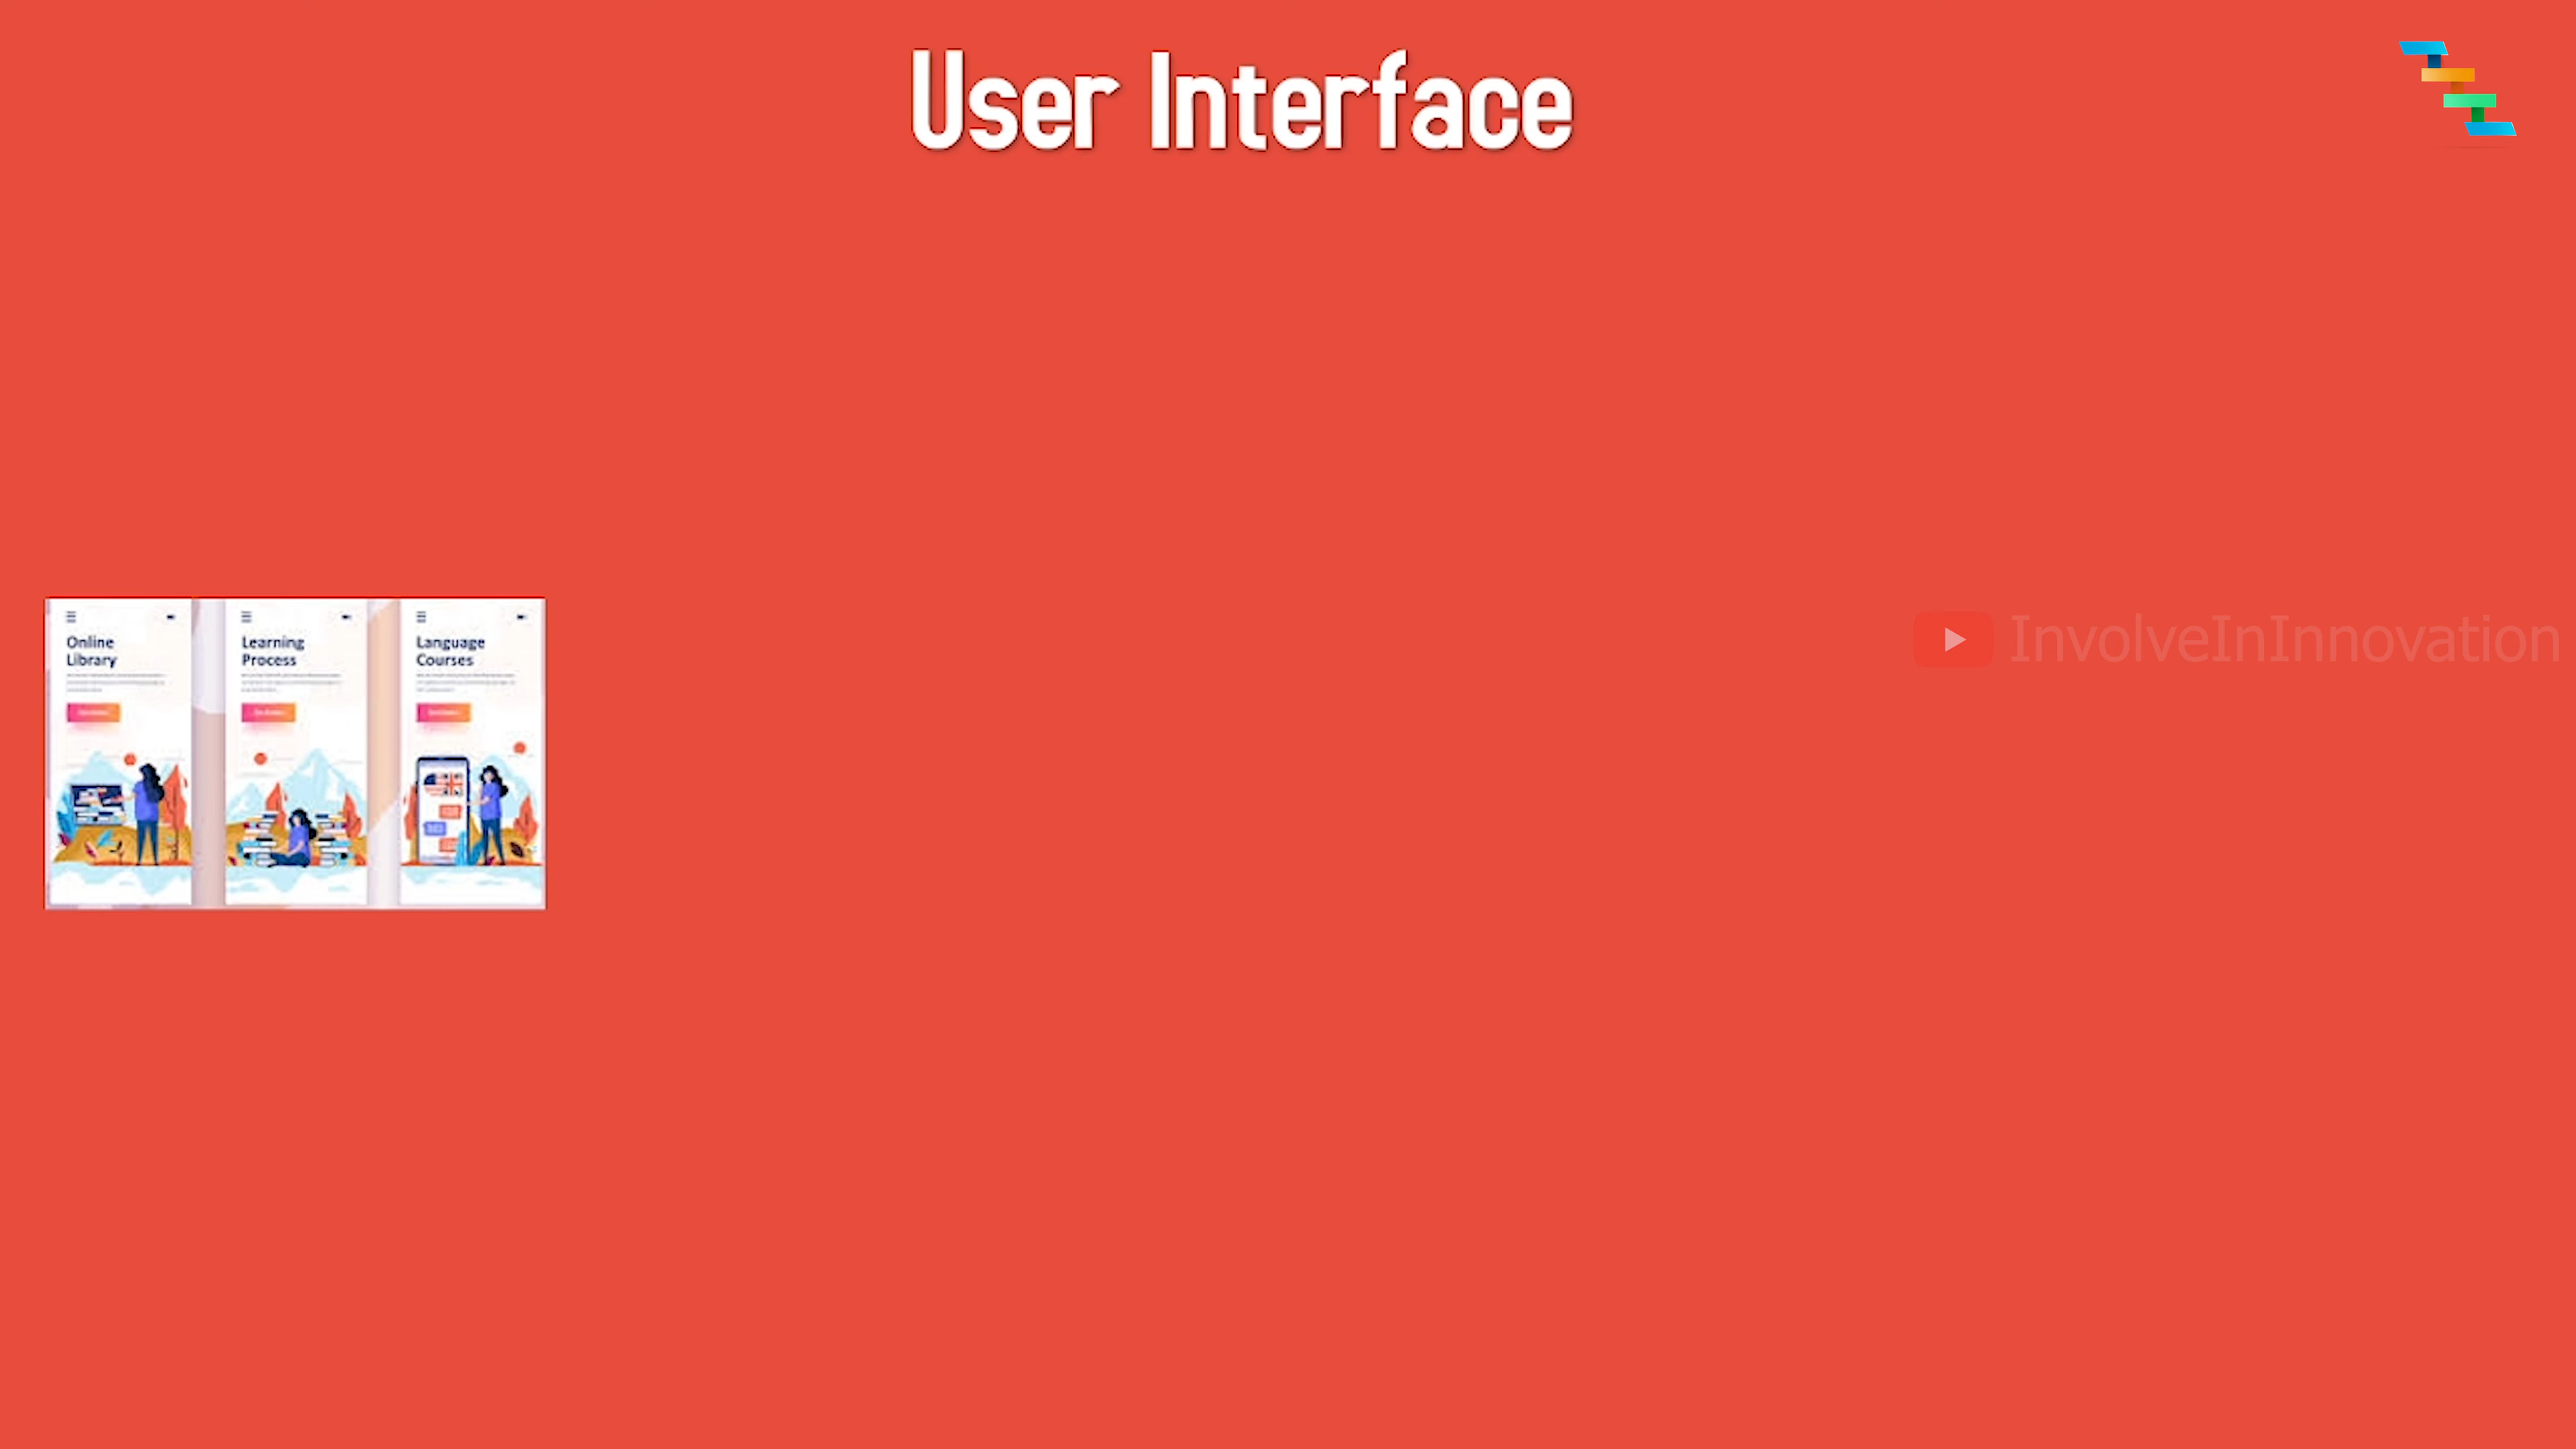 User Interface
InvolveInInnovation
Online
Library
Learning
Process
Language
Courses